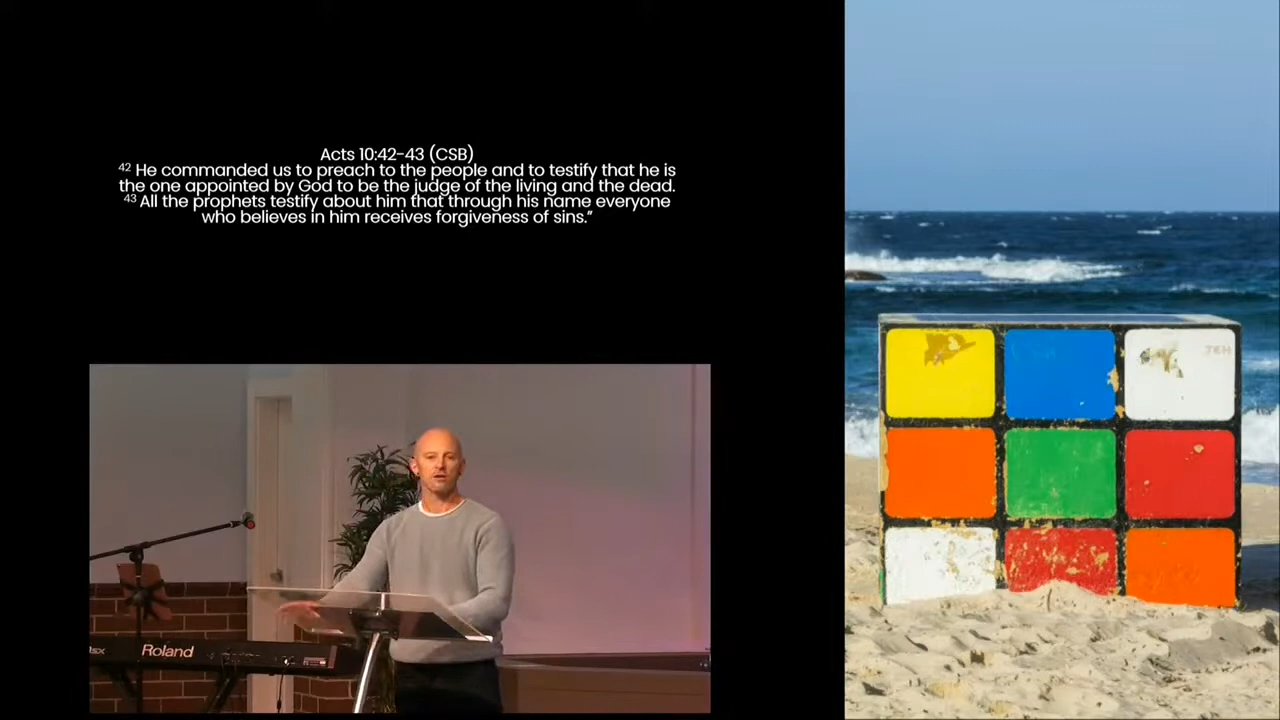 Acts 10:42-43 (CSB)
42 He commanded us to preach to the people and to testify that he is
the one appointed by God to be the judge of the living and the dead.
43 All the prophets testify about him that through his name everyone
who believes in him receives forgiveness of sins.”
Roland